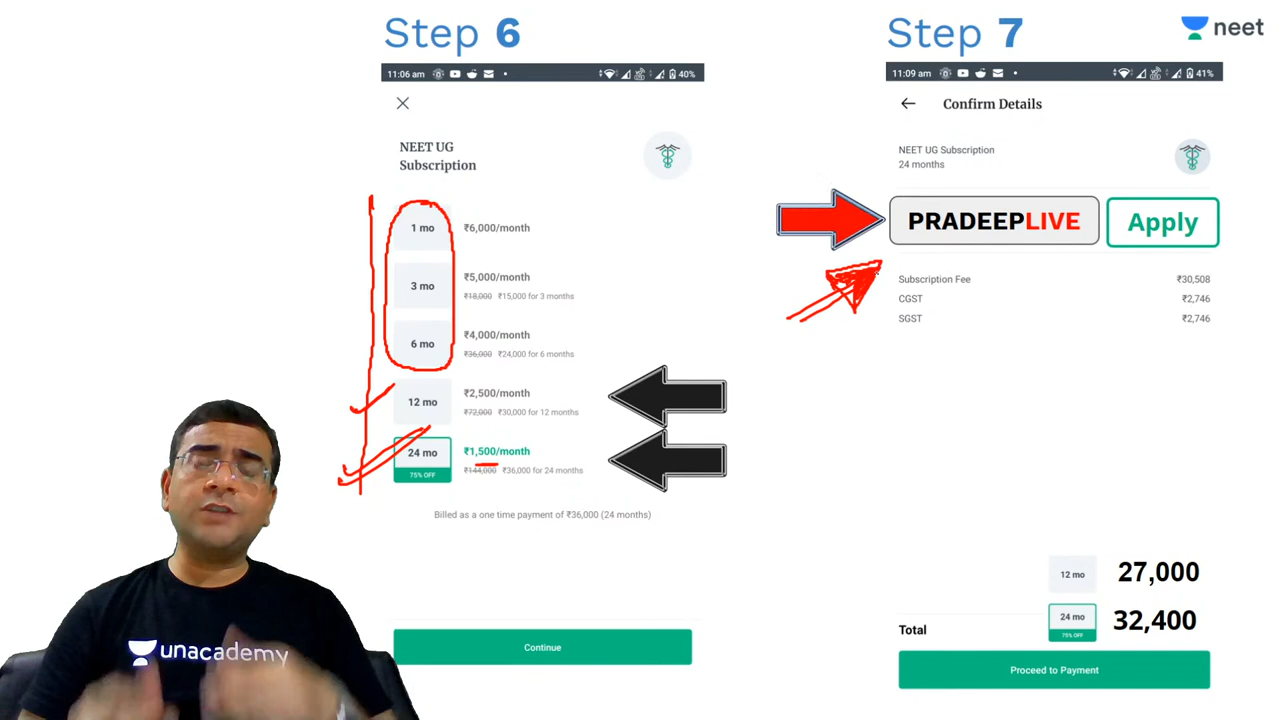 Step 6
11:06 am
40%
NEET UG
Subscription
1 mo
₹6,000/month
3 mo
₹5,000/month
₹18,000 ₹15,000 for 3 months
6 mo
₹4,000/month
₹36,000 ₹24,000 for 6 months
12 mo
₹2,500/month
₹72,000 ₹30,000 for 12 months
24 mo
75% OFF
₹1,500/month
₹144,000 ₹36,000 for 24 months
Billed as a one time payment of ₹36,000 (24 months)
Continue
Step 7
neet
11:09 am
41%
Confirm Details
NEET UG Subscription
24 months
PRADEEPLIVE
Apply
Subscription Fee ₹30,508
CGST ₹2,746
SGST ₹2,746
12 mo 27,000
24 mo 32,400
75% OFF
Total
Proceed to Payment
unacademy